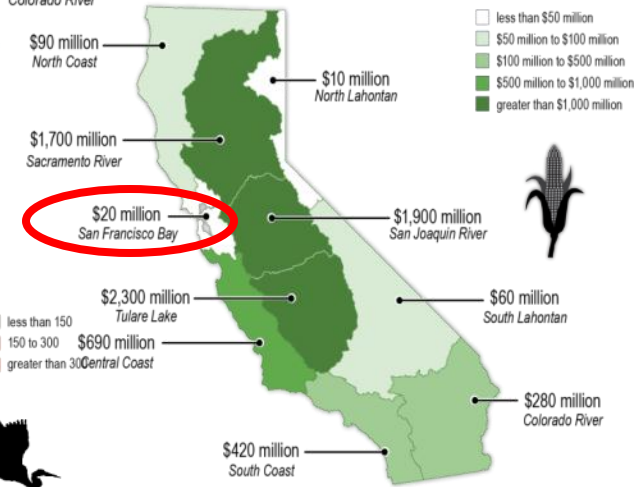 Colorado River
$90 million
North Coast
$10 million
North Lahontan
$1,700 million
Sacramento River
$20 million
San Francisco Bay
$1,900 million
San Joaquin River
$2,300 million
Tulare Lake
$60 million
South Lahontan
$690 million
Central Coast
$280 million
Colorado River
$420 million
South Coast
less than $50 million
$50 million to $100 million
$100 million to $500 million
$500 million to $1,000 million
greater than $1,000 million
less than 150
150 to 300
greater than 300